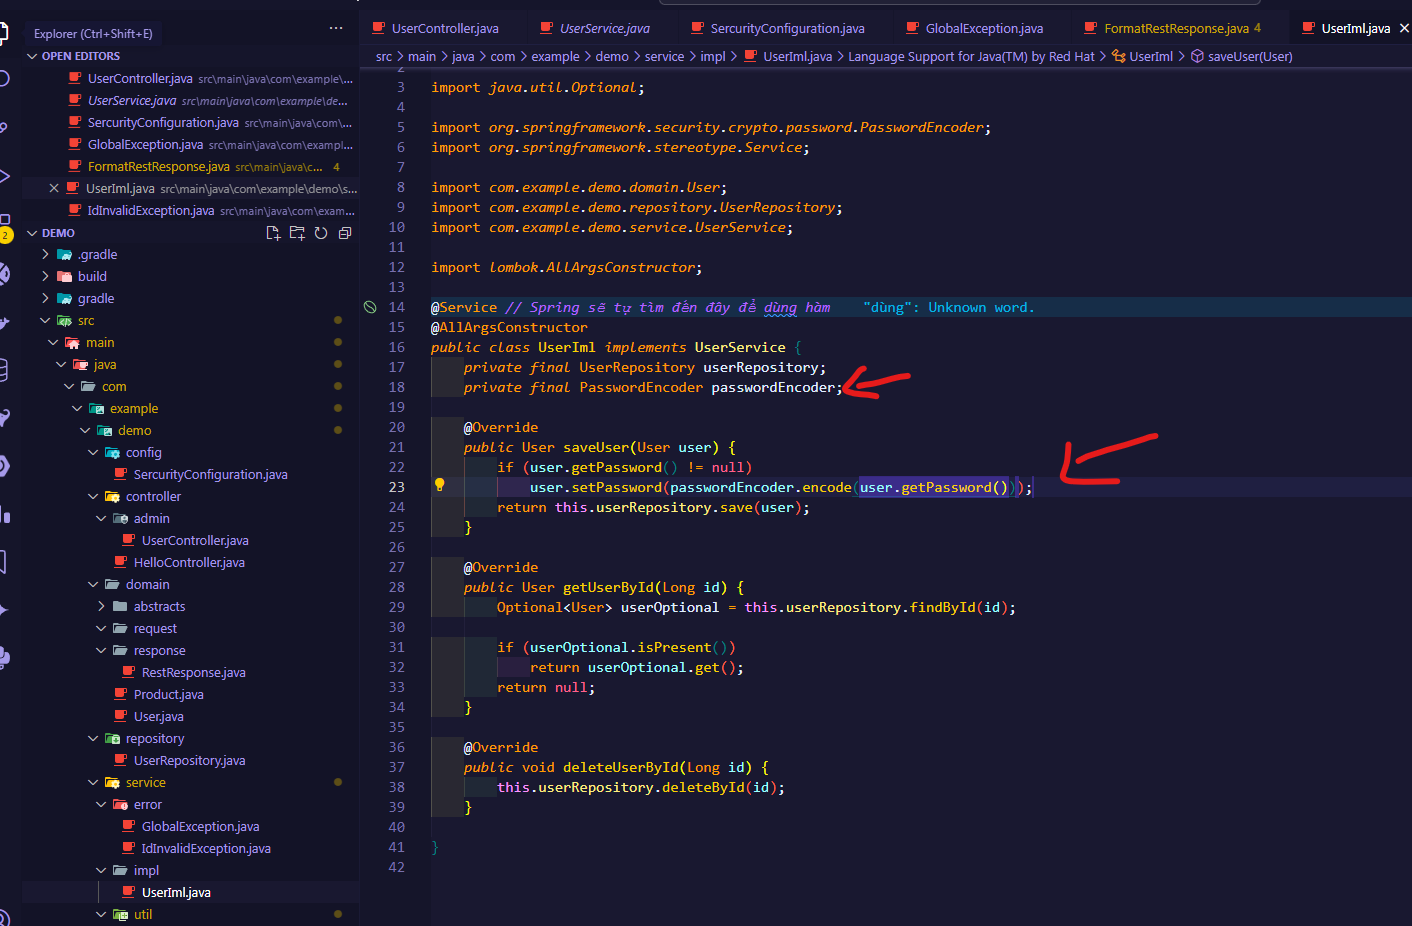 Explorer (Ctrl+Shift+E)
OPEN EDITORS
UserController.java src\main\java\com\example\...
UserService.java src\main\java\com\example\de...
SercurityConfiguration.java src\main\java\com\...
GlobalException.java src\main\java\com\exampl...
FormatRestResponse.java src\main\java\c... 4
UserIml.java src\main\java\com\example\demo\s...
IdInvalidException.java src\main\java\com\exam...
2
DEMO
.gradle
build
gradle
src
main
java
com
example
demo
config
SercurityConfiguration.java
controller
admin
UserController.java
HelloController.java
domain
abstracts
request
response
RestResponse.java
Product.java
User.java
repository
UserRepository.java
service
error
GlobalException.java
IdInvalidException.java
impl
UserIml.java
util
UserController.java UserService.java SercurityConfiguration.java GlobalException.java FormatRestResponse.java 4 UserIml.java
src > main > java > com > example > demo > service > impl > UserIml.java > Language Support for Java(TM) by Red Hat > UserIml > saveUser(User)
2
3 import java.util.Optional;
4
5 import org.springframework.security.crypto.password.PasswordEncoder;
6 import org.springframework.stereotype.Service;
7
8 import com.example.demo.domain.User;
9 import com.example.demo.repository.UserRepository;
10 import com.example.demo.service.UserService;
11
12 import lombok.AllArgsConstructor;
13
14 @Service // Spring sẽ tự tìm đến đây để dùng hàm "dùng": Unknown word.
15 @AllArgsConstructor
16 public class UserIml implements UserService {
17 private final UserRepository userRepository;
18 private final PasswordEncoder passwordEncoder;
19
20 @Override
21 public User saveUser(User user) {
22 if (user.getPassword() != null)
23 user.setPassword(passwordEncoder.encode(user.getPassword()));
24 return this.userRepository.save(user);
25 }
26
27 @Override
28 public User getUserById(Long id) {
29 Optional<User> userOptional = this.userRepository.findById(id);
30
31 if (userOptional.isPresent())
32 return userOptional.get();
33 return null;
34 }
35
36 @Override
37 public void deleteUserById(Long id) {
38 this.userRepository.deleteById(id);
39 }
40
41 }
42